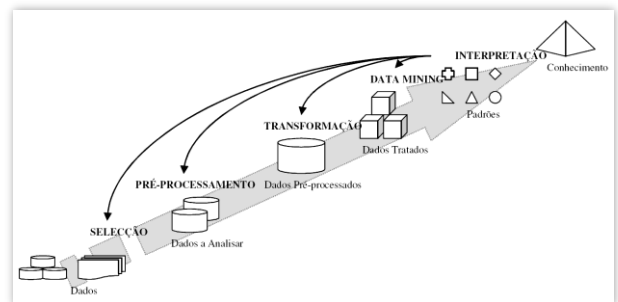 INTERPRETAÇÃO
Conhecimento
DATA MINING
Padrões
TRANSFORMAÇÃO
Dados Tratados
PRÉ-PROCESSAMENTO
Dados Pré-processados
SELECÇÃO
Dados a Analisar
Dados